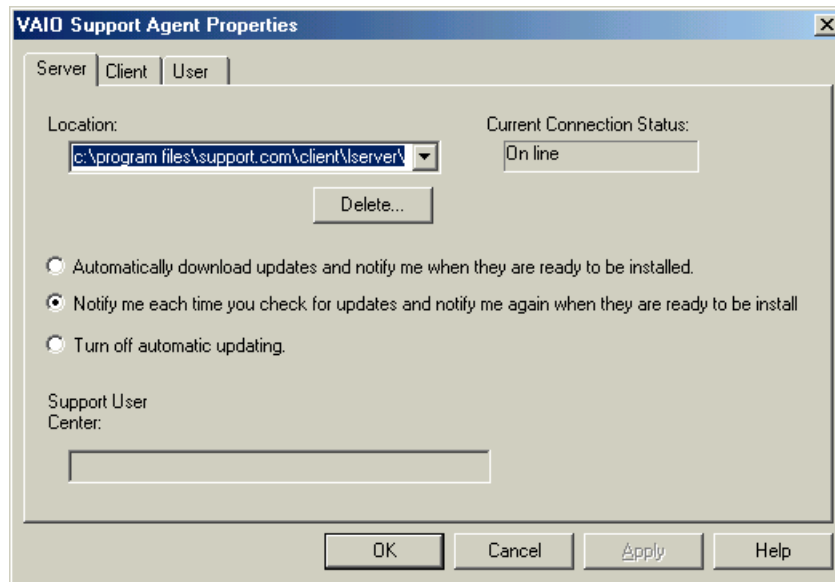 VAIO Support Agent Properties
Server Client User
Location:
Current Connection Status:
c:\program files\support.com\client\lserver\
On line
Delete...
Automatically download updates and notify me when they are ready to be installed.
Notify me each time you check for updates and notify me again when they are ready to be install
Turn off automatic updating.
Support User
Center:
OK Cancel Apply Help